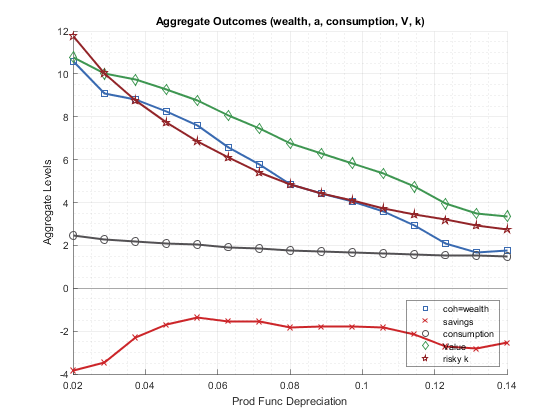 Aggregate Outcomes (wealth, a, consumption, V, k)
12
10
8
6
4
2
0
-2
-4
Aggregate Levels
coh=wealth
savings
consumption
Value
risky k
0.02
0.04
0.06
0.08
0.1
0.12
0.14
Prod Func Depreciation